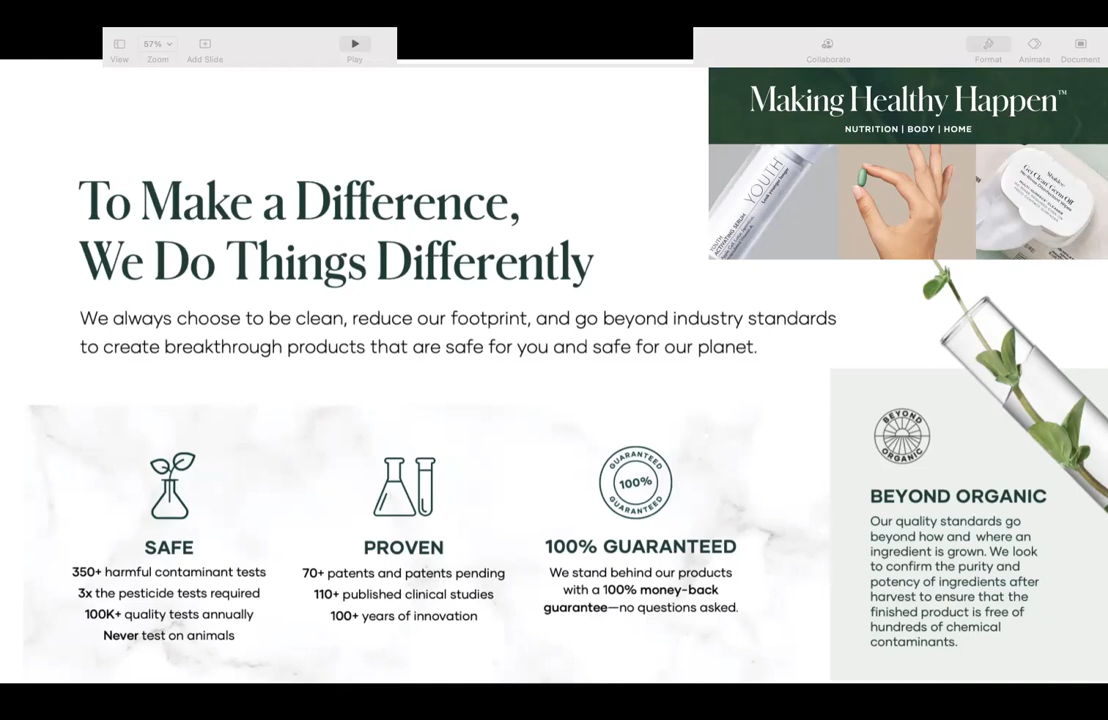 57%
View
Zoom
Add Slide
Play
Collaborate
Format
Animate
Document
Making Healthy Happen™
NUTRITION | BODY | HOME
YOUTH
To Make a Difference,
We Do Things Differently
We always choose to be clean, reduce our footprint, and go beyond industry standards
to create breakthrough products that are safe for you and safe for our planet.
SAFE
350+ harmful contaminant tests
3x the pesticide tests required
100K+ quality tests annually
Never test on animals
PROVEN
70+ patents and patents pending
110+ published clinical studies
100+ years of innovation
GUARANTEED
100%
GUARANTEED
100% GUARANTEED
We stand behind our products
with a 100% money-back
guarantee—no questions asked.
BEYOND
ORGANIC
BEYOND ORGANIC
Our quality standards go
beyond how and where an
ingredient is grown. We look
to confirm the purity and
potency of ingredients after
harvest to ensure that the
finished product is free of
hundreds of chemical
contaminants.